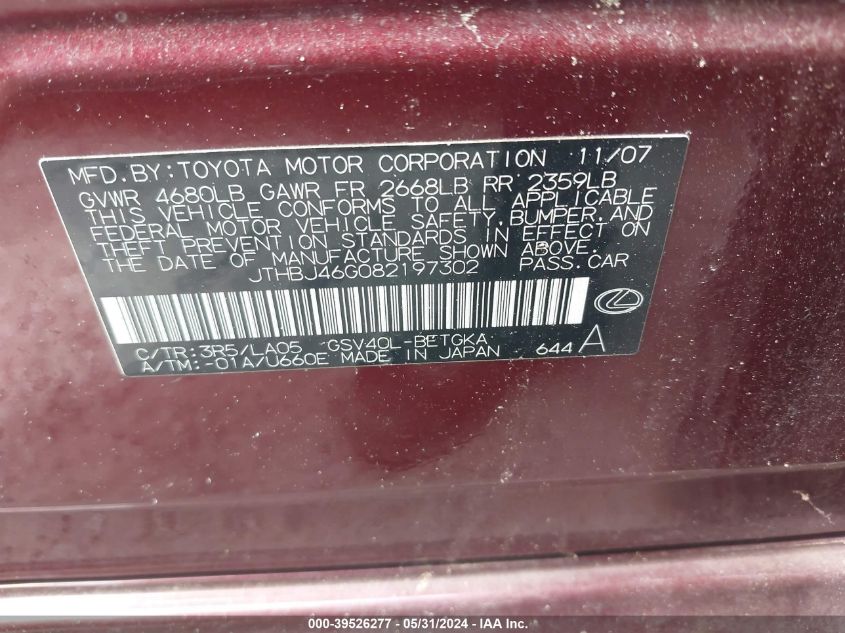 MFD.BY:TOYOTA MOTOR CORPORATION 11/07
GVWR 4680LB GAWR FR 2668LB RR 2359LB
THIS VEHICLE CONFORMS TO ALL APPLICABLE
FEDERAL MOTOR VEHICLE SAFETY,BUMPER,AND
THEFT PREVENTION STANDARDS IN EFFECT ON
THE DATE OF MANUFACTURE SHOWN ABOVE.
JTHBJ46G082197302 PASS.CAR
C/TR:3R5/LA05 GSV40L-BETGKA
A/TM:-01A/U660E MADE IN JAPAN 644 A
000-39526277 - 05/31/2024 - IAA Inc.